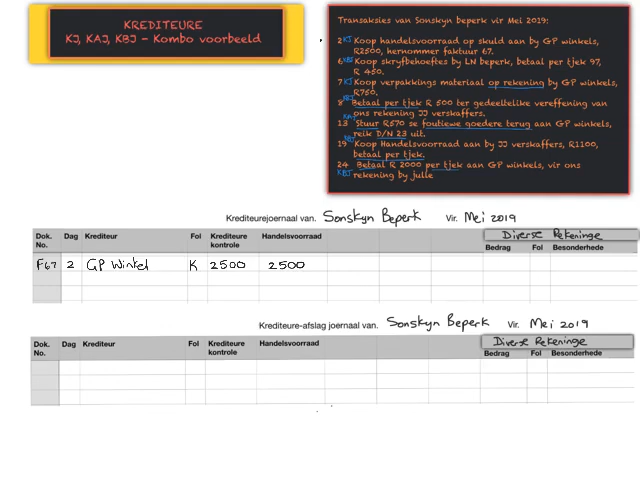 KREDITEURE
KJ, KAJ, KBJ – Kombo voorbeeld
Transaksies van Sonskyn beperk vir Mei 2019:
2 KJ Koop handelsvoorraad op skuld aan by GP winkels,
R2500, hernommer faktuur 67.
6 KBJ Koop skryfbehoeftes by LN beperk, betaal per tjek 97,
R 450.
7 KJ Koop verpakkings materiaal op rekening by GP winkels,
R750.
8 KBJ Betaal per tjek R 500 ter gedeeltelike vereffening van
ons rekening JJ verskaffers.
13 KAJ Stuur R570 se foutiewe goedere terug aan GP winkels,
reik D/N 23 uit.
19 KBJ Koop Handelsvoorraad aan by JJ verskaffers, R1100,
betaal per tjek.
24 Betaal R 2000 per tjek aan GP winkels, vir ons
KBJ rekening by julle
Krediteurejoernaal van. Sonskyn Beperk Vir. Mei 2019
Dok. No. Dag Krediteur Fol Krediteure kontrole Handelsvoorraad Diverse Rekeninge Bedrag Fol Besonderhede
F67 2 GP Winkel K 2500 2500
Krediteure-afslag joernaal van. Sonskyn Beperk Vir. Mei 2019
Dok. No. Dag Krediteur Fol Krediteure kontrole Handelsvoorraad Diverse Rekeninge Bedrag Fol Besonderhede